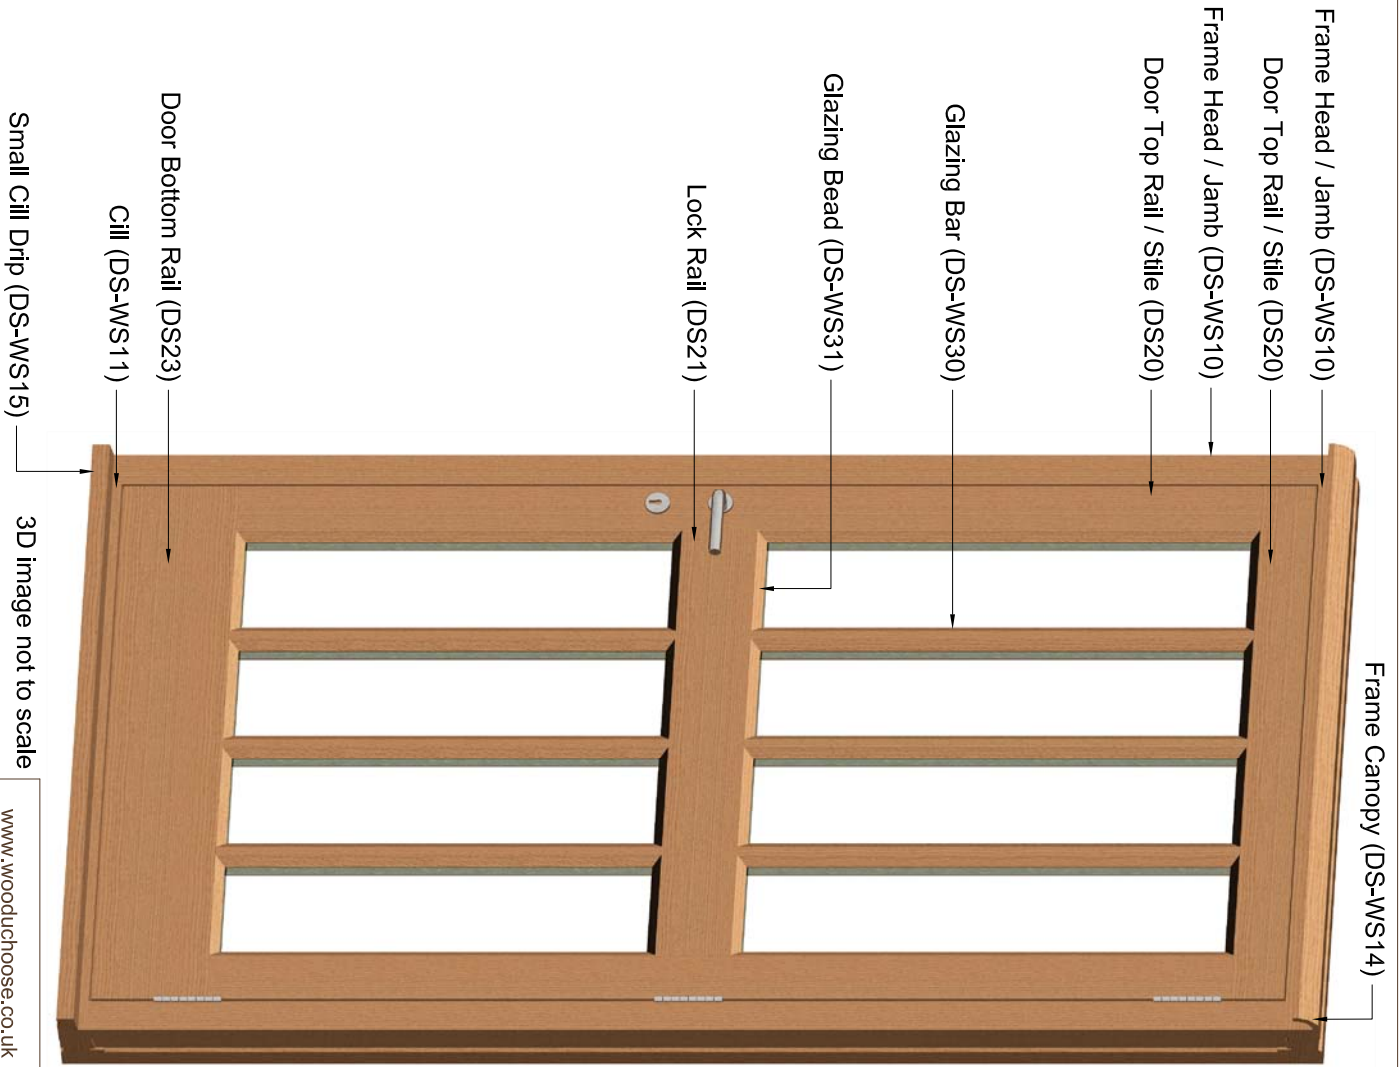 Frame Canopy (DS-WS14)
Frame Head / Jamb (DS-WS10)
Door Top Rail / Stile (DS20)
Frame Head / Jamb (DS-WS10)
Door Top Rail / Stile (DS20)
Glazing Bar (DS-WS30)
Glazing Bead (DS-WS31)
Lock Rail (DS21)
Door Bottom Rail (DS23)
Cill (DS-WS11)
Small Cill Drip (DS-WS15)
3D image not to scale
www.wooduchoose.co.uk